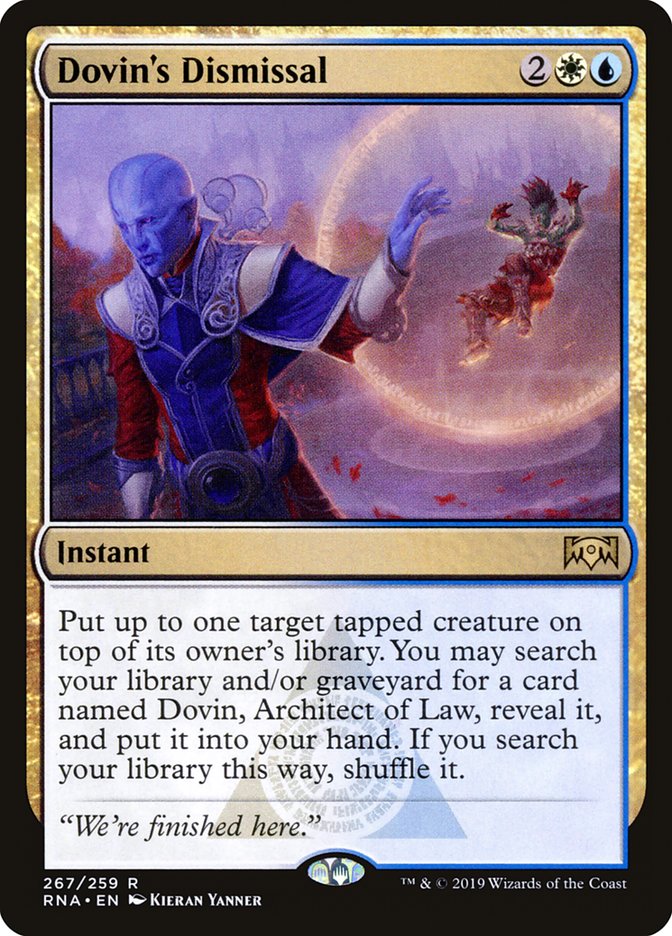 Dovin's Dismissal 2
Instant
Put up to one target tapped creature on
top of its owner's library. You may search
your library and/or graveyard for a card
named Dovin, Architect of Law, reveal it,
and put it into your hand. If you search
your library this way, shuffle it.
"We're finished here."
267/259 R
RNA • EN Kieran Yanner
™ & © 2019 Wizards of the Coast